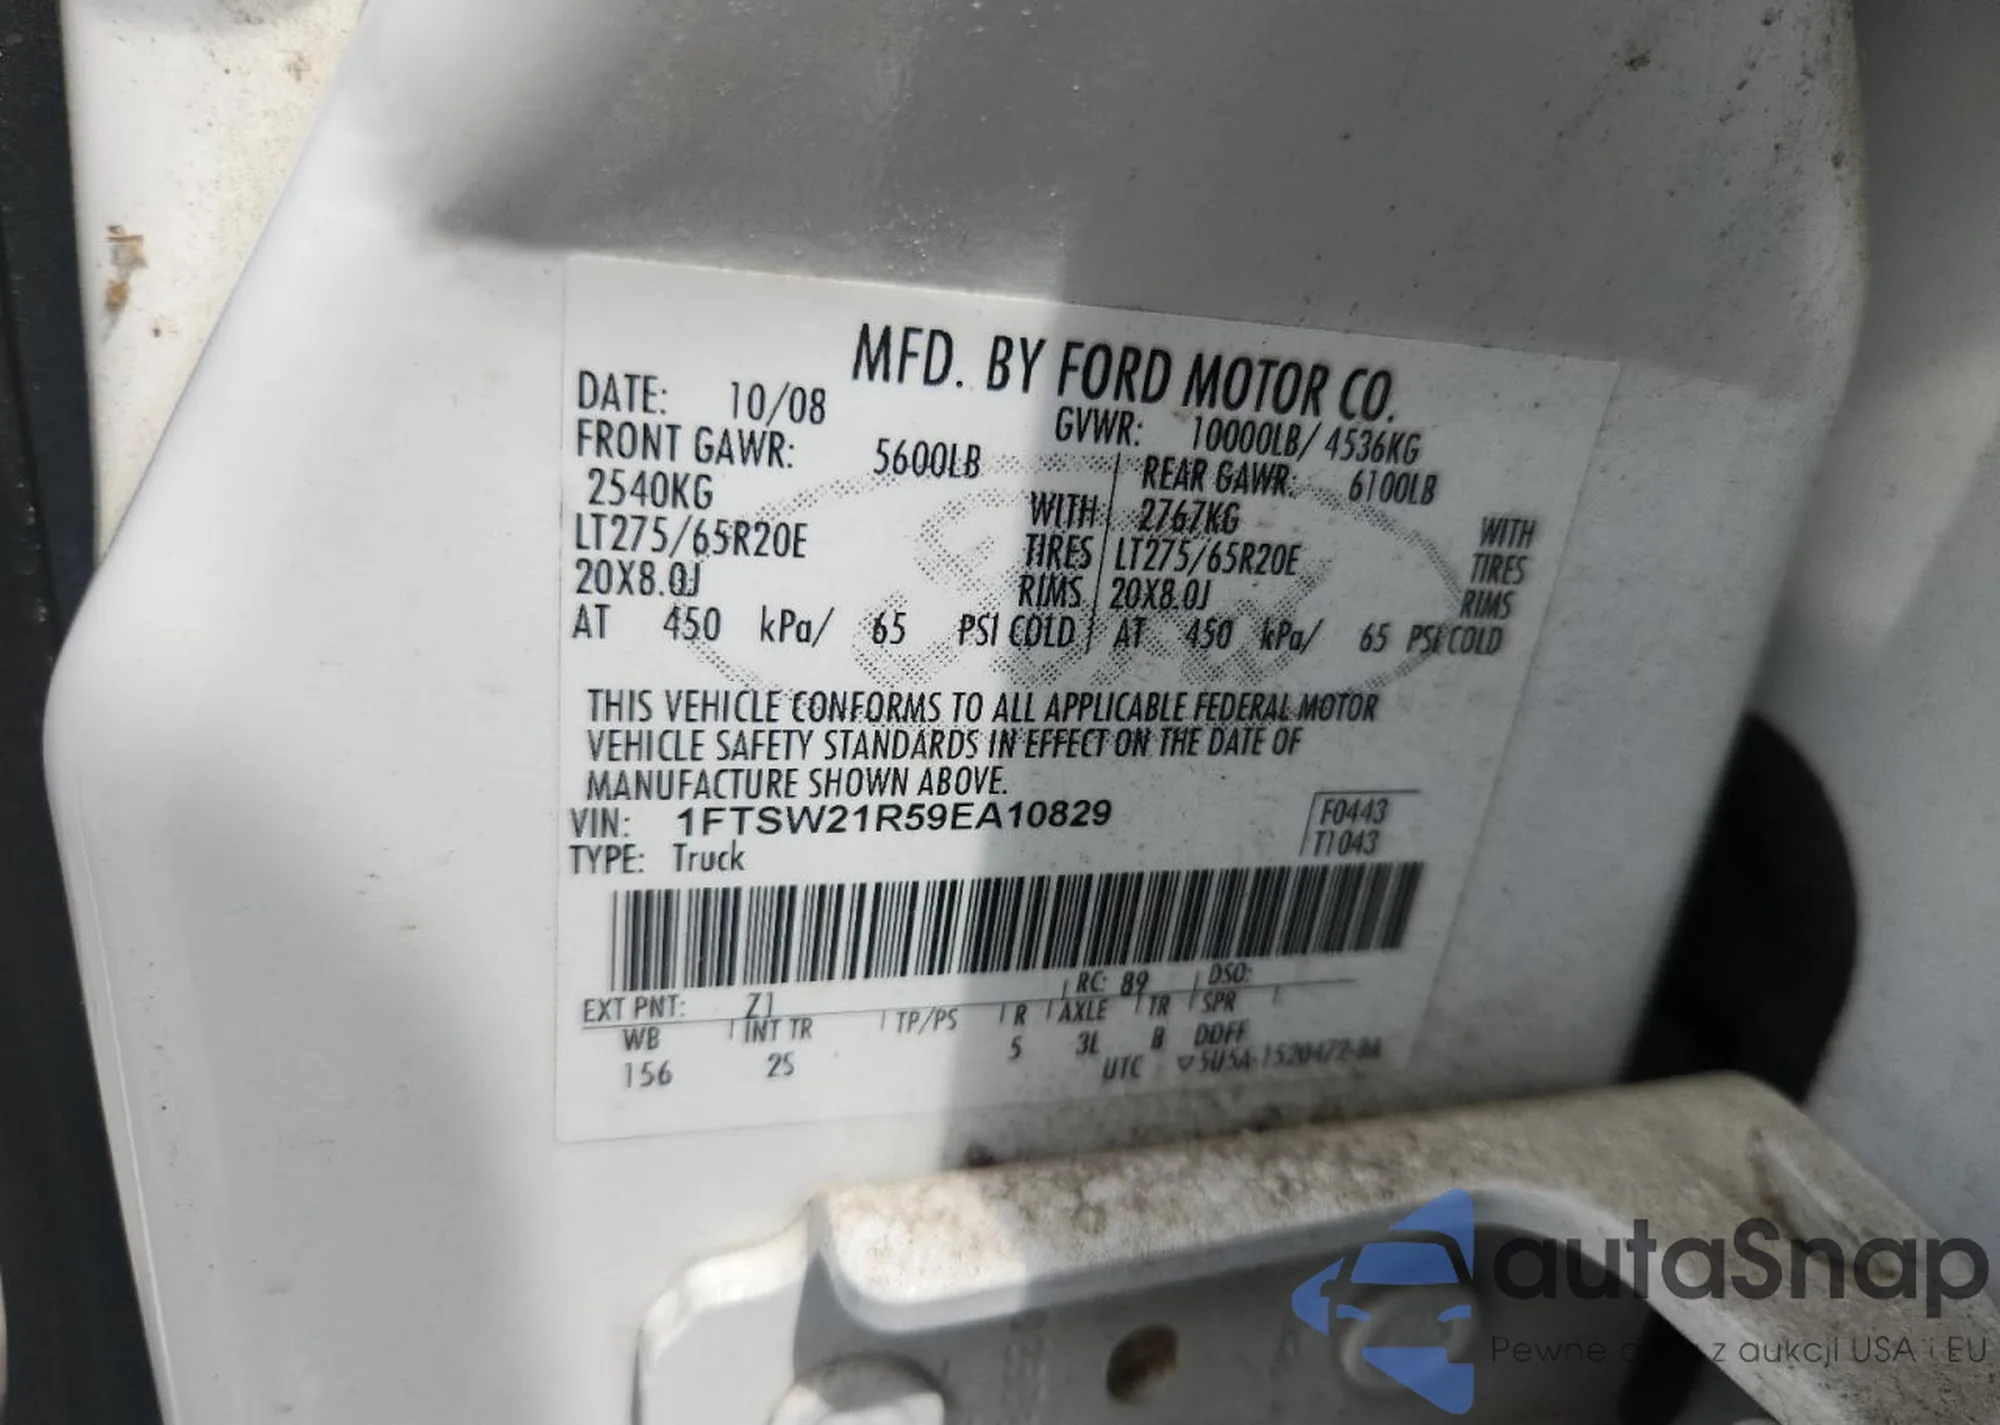 MFD. BY FORD MOTOR CO.
DATE: 10/08 GVWR: 10000LB/ 4536KG
FRONT GAWR: 5600LB REAR GAWR: 6100LB
2540KG WITH 2767KG WITH
LT275/65R20E TIRES LT275/65R20E TIRES
20X8.0J RIMS 20X8.0J RIMS
AT 450 kPa/ 65 PSI COLD AT 450 kPa/ 65 PSI COLD
THIS VEHICLE CONFORMS TO ALL APPLICABLE FEDERAL MOTOR
VEHICLE SAFETY STANDARDS IN EFFECT ON THE DATE OF
MANUFACTURE SHOWN ABOVE.
VIN: 1FTSW21R59EA10829 F0443
TYPE: Truck T1043
EXT PNT: Z1 RC: 89 DSO:
WB INT TR TP/PS R AXLE TR SPR
156 2S 5 3L B DDFF
UTC
autaSnap
Pewne z aukcji USA i EU